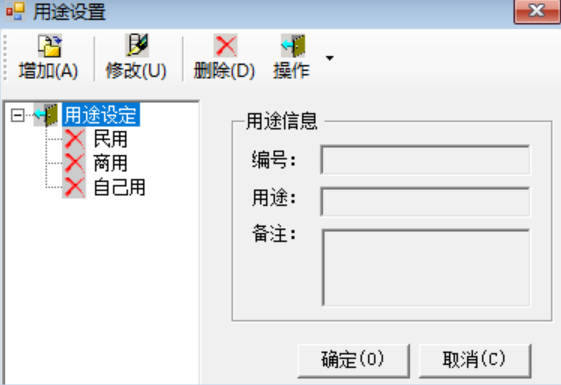 用途设置
增加(A) 修改(U) 删除(D) 操作
用途设定
民用
商用
自己用
用途信息
编号：
用途：
备注：
确定(O) 取消(C)